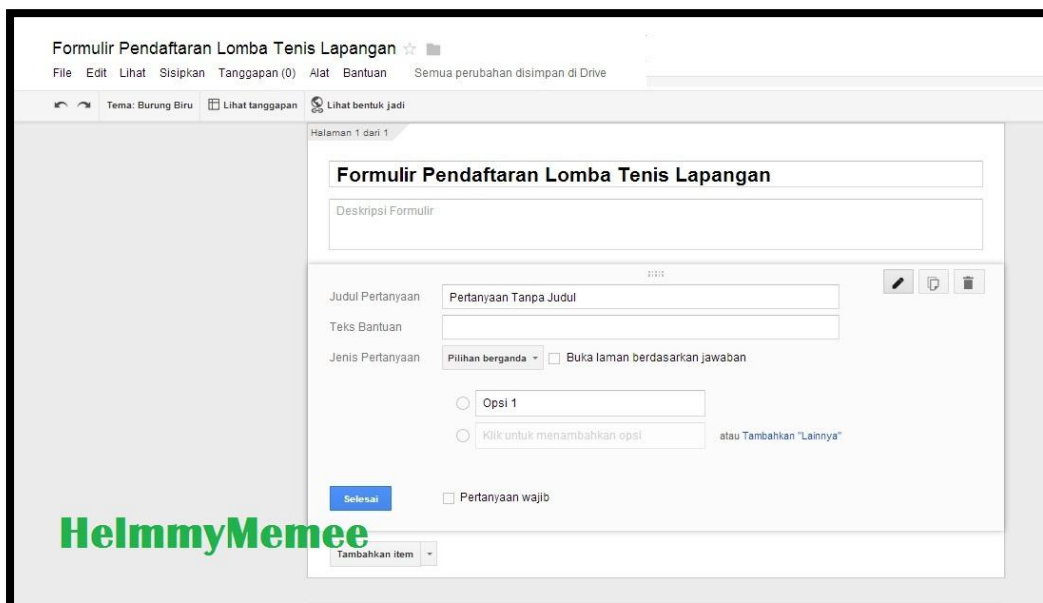 Formulir Pendaftaran Lomba Tenis Lapangan
File Edit Lihat Sisipkan Tanggapan (0) Alat Bantuan Semua perubahan disimpan di Drive
Tema: Burung Biru Lihat tanggapan Lihat bentuk jadi
Halaman 1 dari 1
Formulir Pendaftaran Lomba Tenis Lapangan
Deskripsi Formulir
Judul Pertanyaan Pertanyaan Tanpa Judul
Teks Bantuan
Jenis Pertanyaan Pilihan berganda Buka laman berdasarkan jawaban
Opsi 1
Klik untuk menambahkan opsi atau Tambahkan "Lainnya"
Selesai Pertanyaan wajib
HelmmyMemee
Tambahkan item